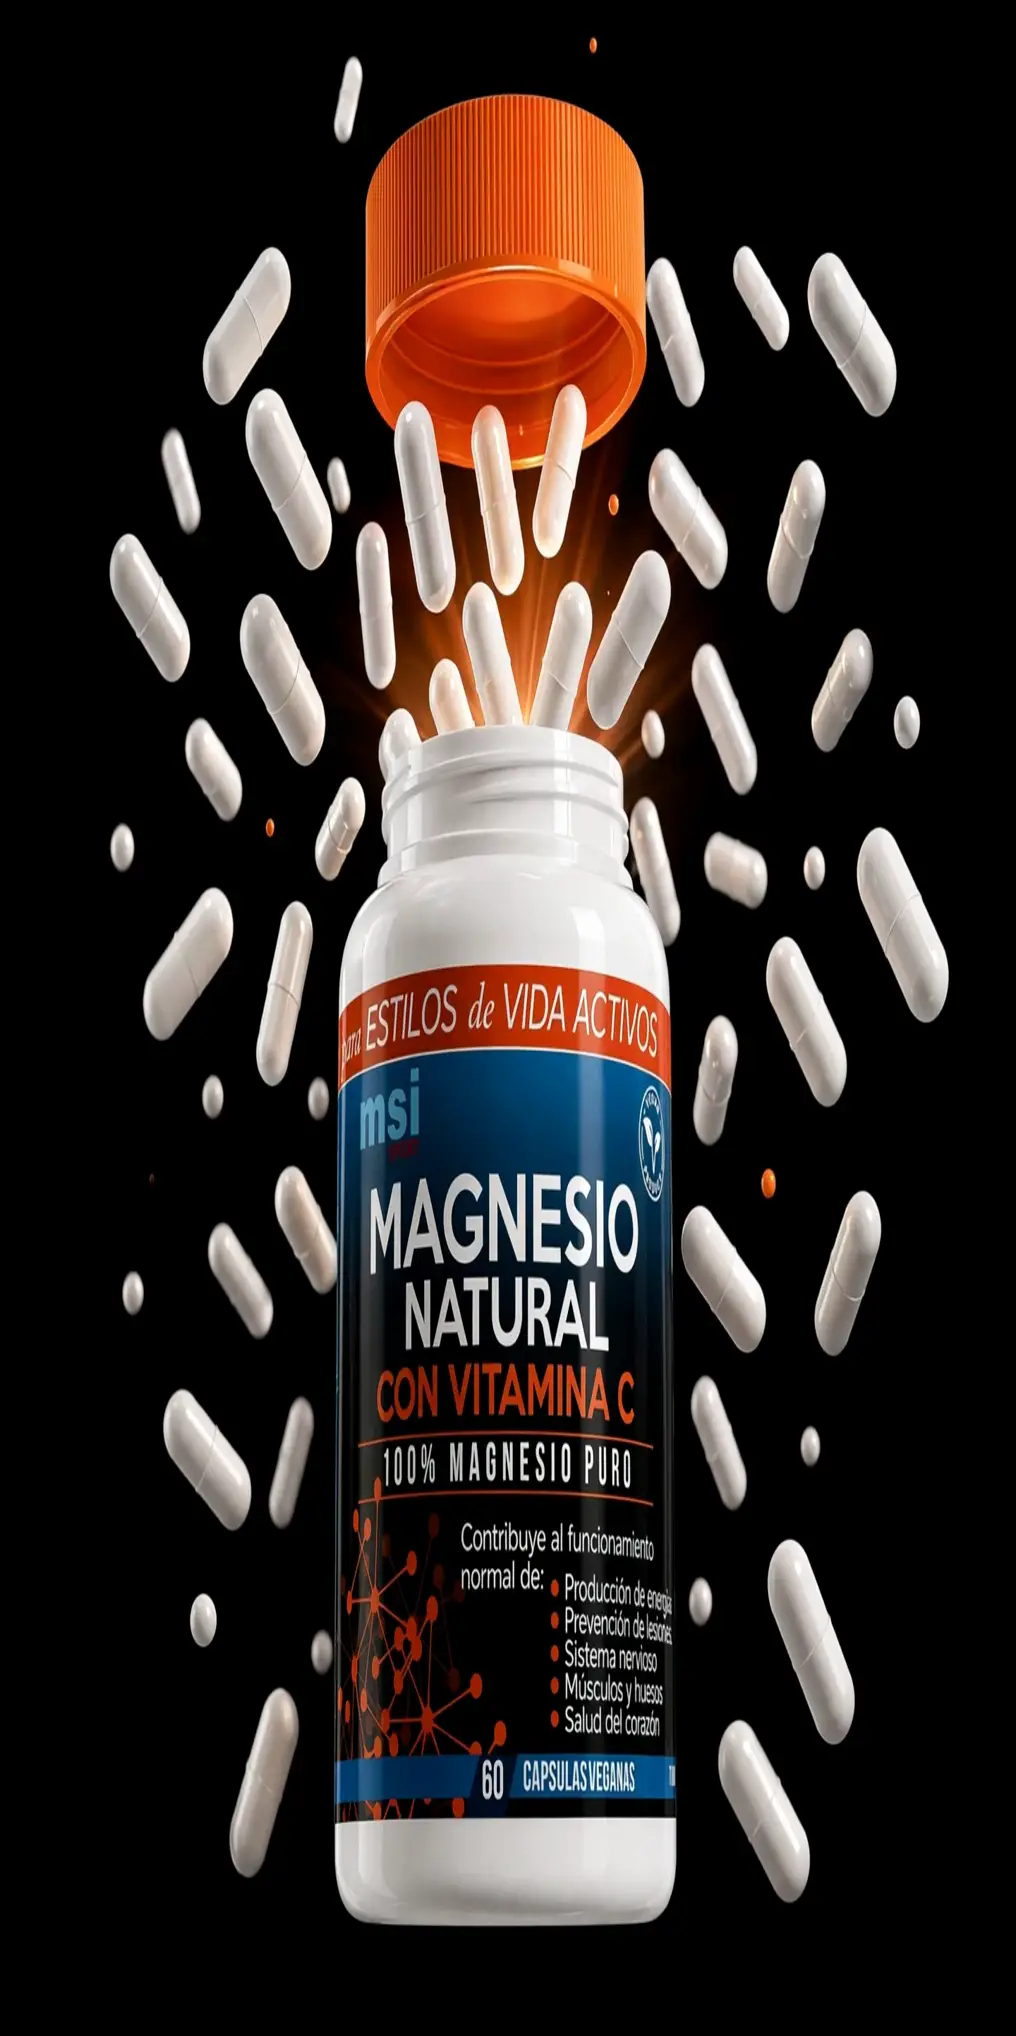 para ESTILOS de VIDA ACTIVOS
msi
VEGAN
MAGNESIO
NATURAL
CON VITAMINA C
100% MAGNESIO PURO
Contribuye al funcionamiento
normal de:
Producción de energía
Prevención de lesiones
Sistema nervioso
Músculos y huesos
Salud del corazón
60 CAPSULAS VEGANAS